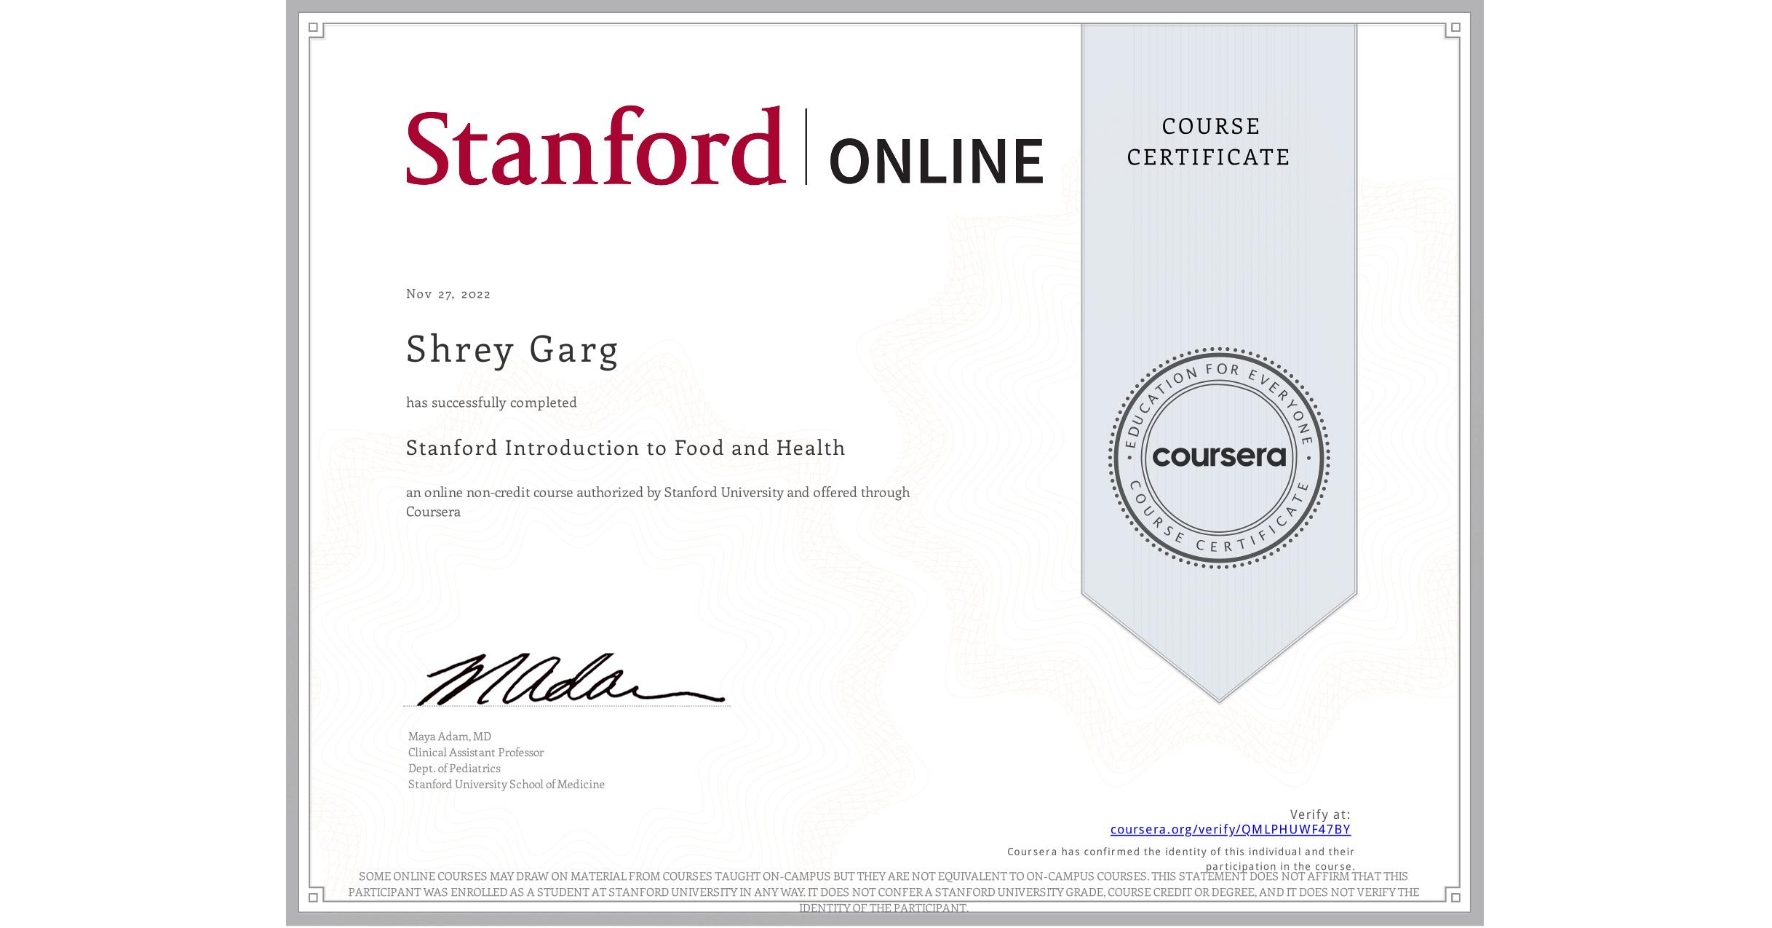 Stanford | ONLINE
COURSE
CERTIFICATE
Nov 27, 2022
Shrey Garg
has successfully completed
Stanford Introduction to Food and Health
an online non-credit course authorized by Stanford University and offered through
Coursera
EDUCATION FOR EVERYONE
coursera
COURSE CERTIFICATE
MAdam
Maya Adam, MD
Clinical Assistant Professor
Dept. of Pediatrics
Stanford University School of Medicine
Verify at:
coursera.org/verify/QMLPHUWF47BY
Coursera has confirmed the identity of this individual and their
participation in the course.
SOME ONLINE COURSES MAY DRAW ON MATERIAL FROM COURSES TAUGHT ON-CAMPUS BUT THEY ARE NOT EQUIVALENT TO ON-CAMPUS COURSES. THIS STATEMENT DOES NOT AFFIRM THAT THIS
PARTICIPANT WAS ENROLLED AS A STUDENT AT STANFORD UNIVERSITY IN ANY WAY. IT DOES NOT CONFER A STANFORD UNIVERSITY GRADE, COURSE CREDIT OR DEGREE, AND IT DOES NOT VERIFY THE
IDENTITY OF THE PARTICIPANT.